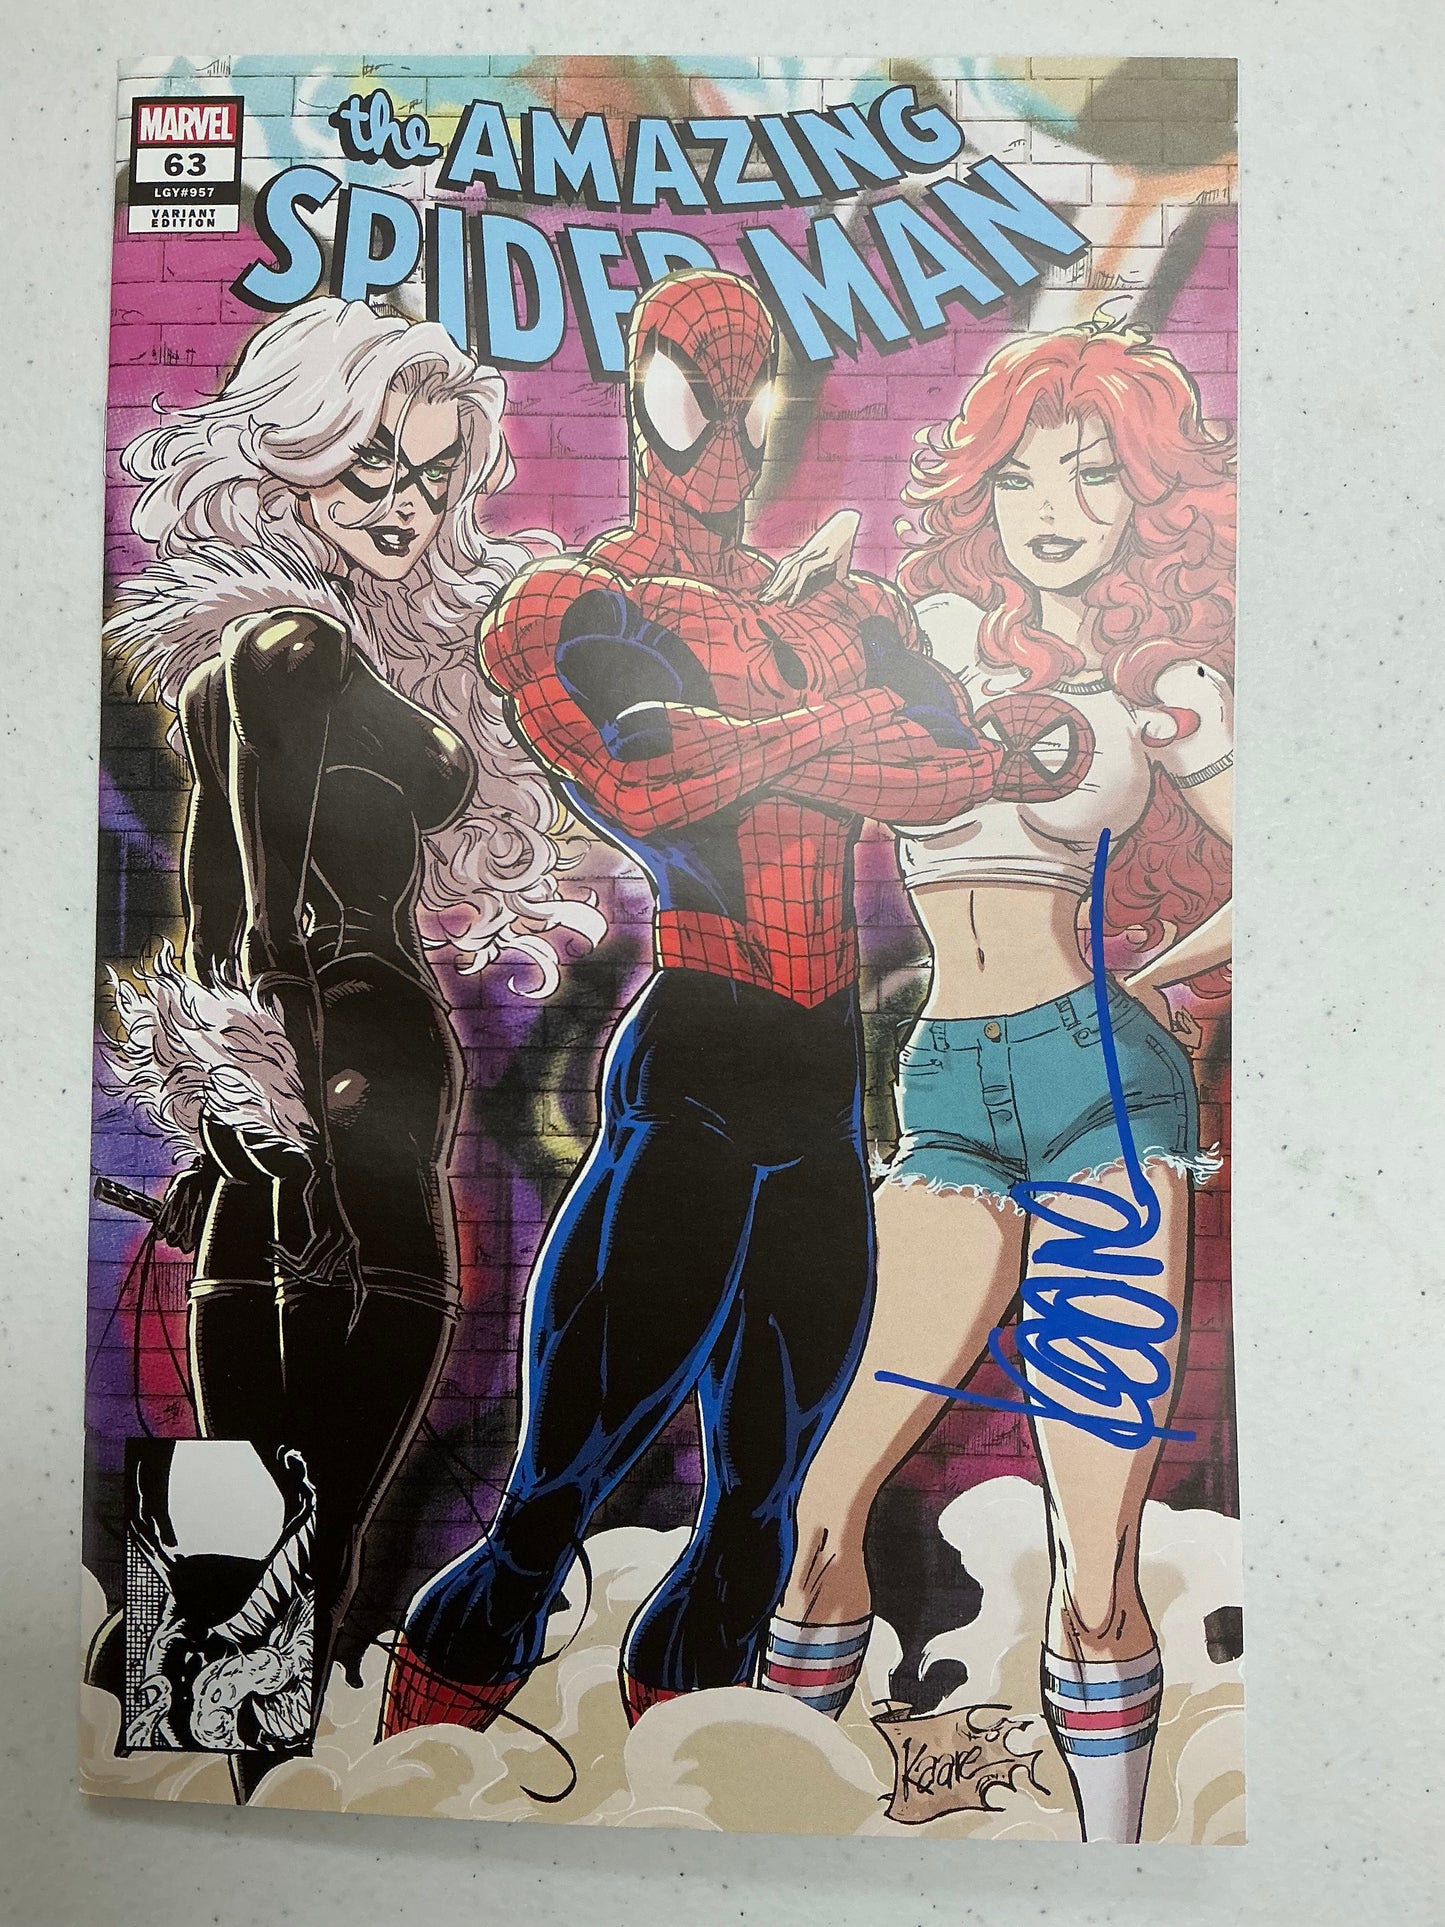 MARVEL
63
LGY#957
VARIANT
EDITION
the AMAZING
SPIDER-MAN
Kaare